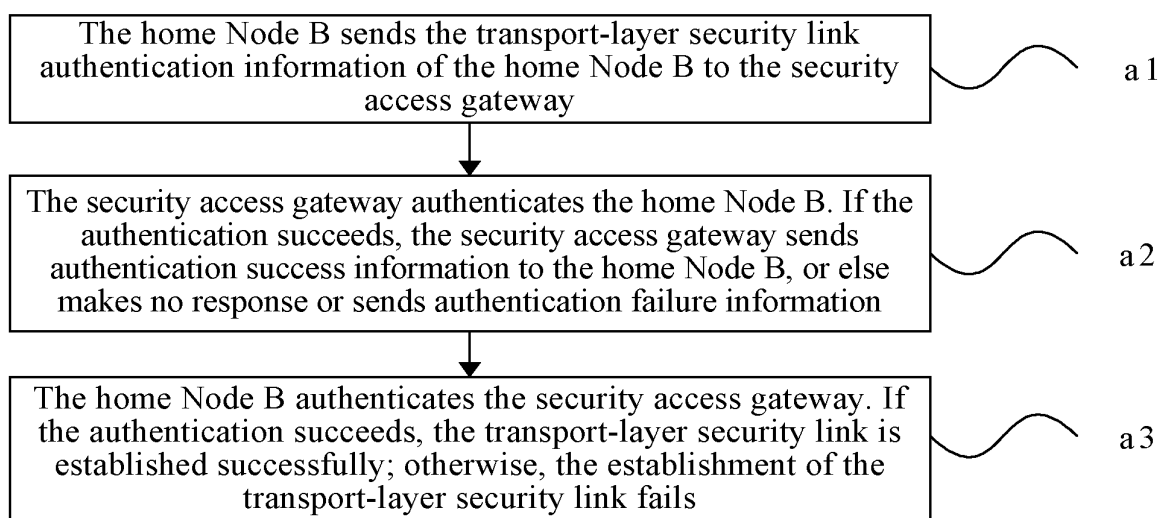 The home Node B sends the transport-layer security link
authentication information of the home Node B to the security
access gateway
a1
The security access gateway authenticates the home Node B. If the
authentication succeeds, the security access gateway sends
authentication success information to the home Node B, or else
makes no response or sends authentication failure information
a2
The home Node B authenticates the security access gateway. If
the authentication succeeds, the transport-layer security link is
established successfully; otherwise, the establishment of the
transport-layer security link fails
a3